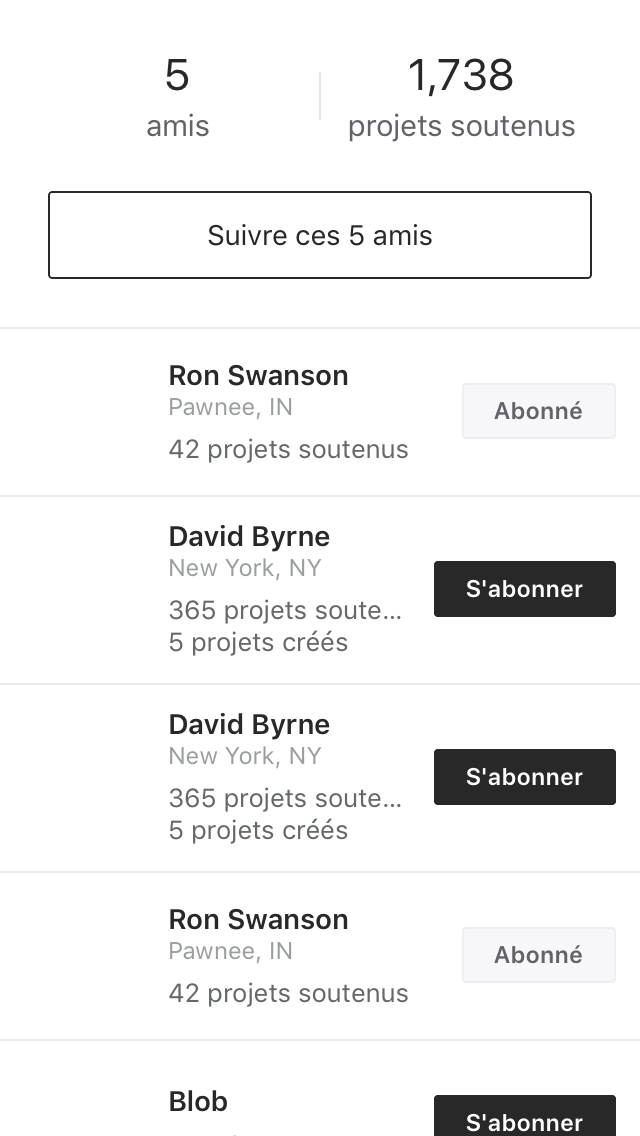 5
amis
1,738
projets soutenus
Suivre ces 5 amis
Ron Swanson
Pawnee, IN
42 projets soutenus
Abonné
David Byrne
New York, NY
365 projets soute...
5 projets créés
S'abonner
David Byrne
New York, NY
365 projets soute...
5 projets créés
S'abonner
Ron Swanson
Pawnee, IN
42 projets soutenus
Abonné
Blob
S'abonner